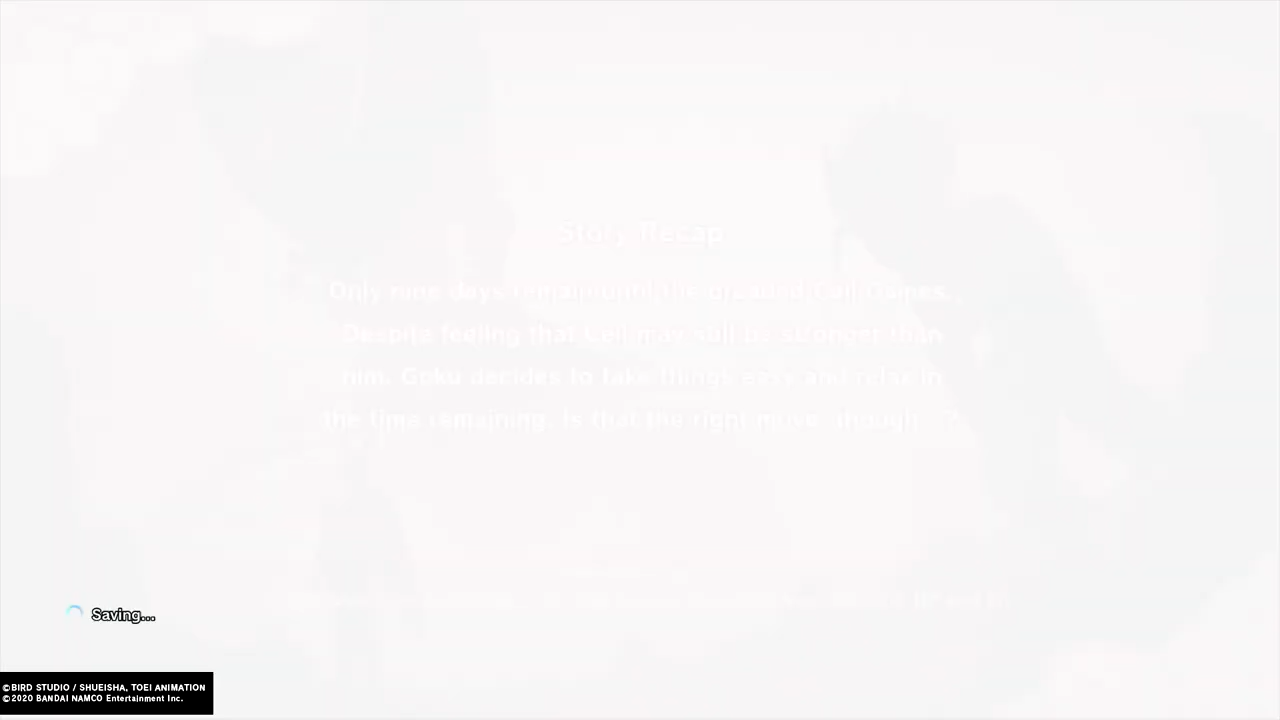 Story Recap
Only nine days remain until the dreaded Cell Games.
Despite feeling that Cell may still be stronger than
him, Goku decides to take things easy and relax in
the time remaining. Is that the right move, though...?
Saving...
©BIRD STUDIO / SHUEISHA, TOEI ANIMATION
©2020 BANDAI NAMCO Entertainment Inc.